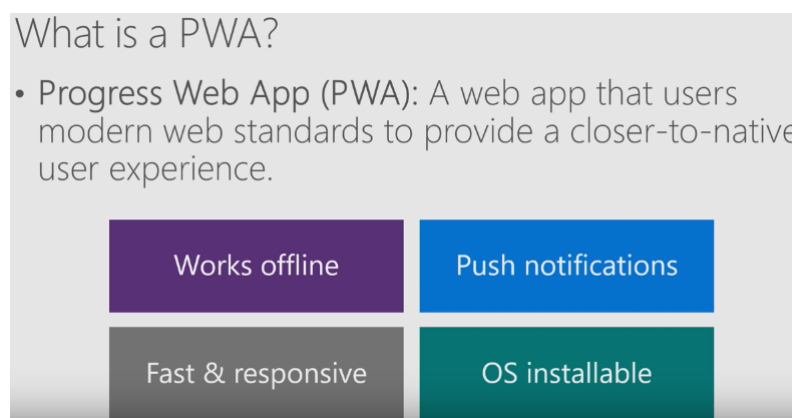 What is a PWA?
• Progress Web App (PWA): A web app that users
modern web standards to provide a closer-to-native
user experience.
Works offline
Push notifications
Fast & responsive
OS installable